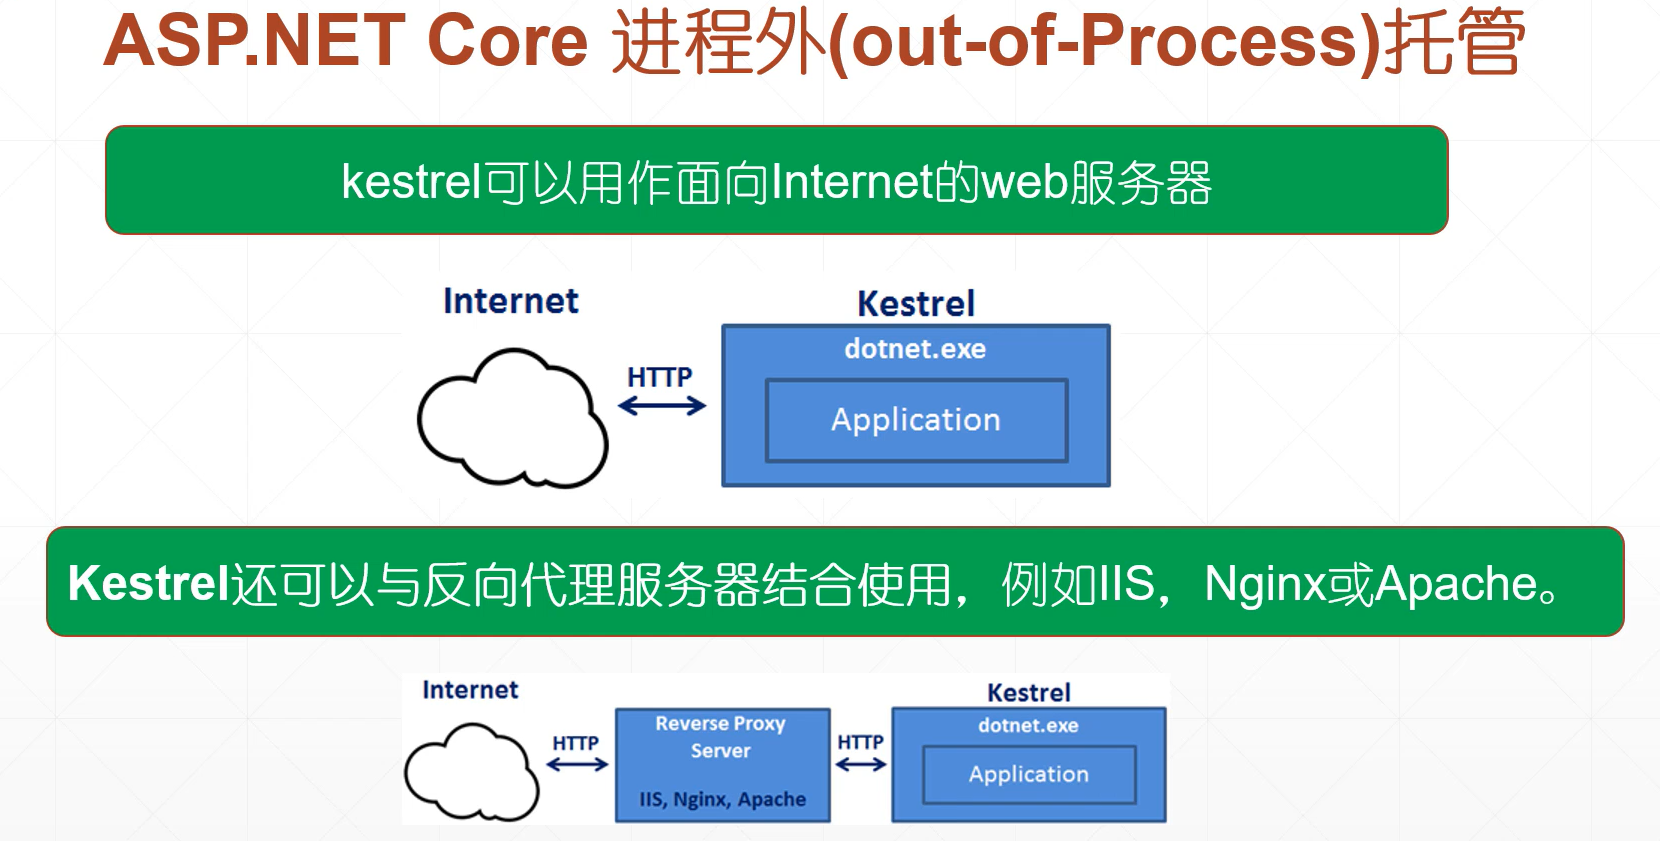 ASP.NET Core 进程外(out-of-Process)托管
kestrel可以用作面向Internet的web服务器
Internet
Kestrel
dotnet.exe
HTTP
Application
Kestrel还可以与反向代理服务器结合使用，例如IIS，Nginx或Apache。
Internet
Kestrel
Reverse Proxy
Server
dotnet.exe
HTTP
HTTP
Application
IIS, Nginx, Apache